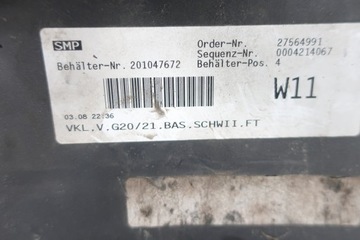 SMP
Order-Nr. 27564991
Sequenz-Nr. 0004214067
Behälter-Nr. 201047672 Behälter-Pos. 4
W11
03.08 22:36
VKL.V.G20/21.BAS.SCHWII.FT